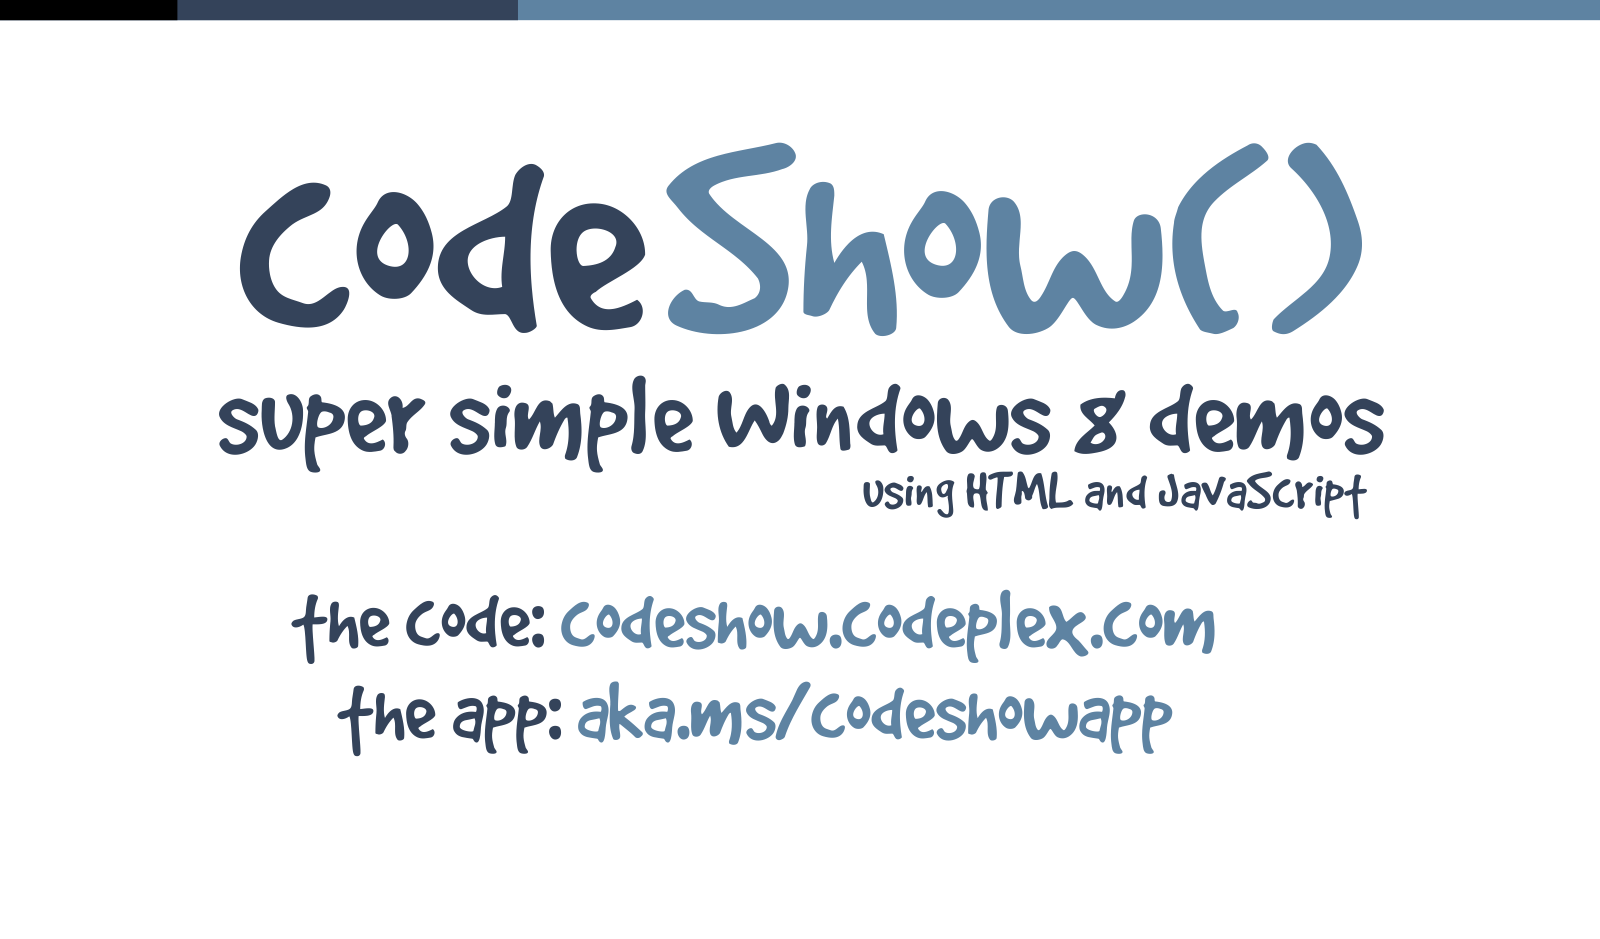 codeShow()
super simple Windows 8 demos
using HTML and JavaScript
the code: codeshow.codeplex.com
the app: aka.ms/codeshowapp